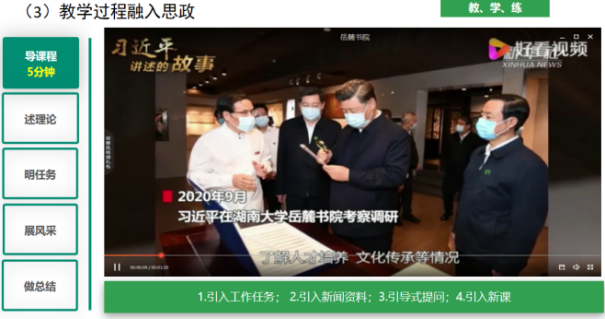 （3）教学过程融入思政
教、学、练
导课程
5分钟
述理论
明任务
展风采
做总结
岳麓书院
习近平
讲述的故事
好看视频
XINHUA NEWS
2020年9月
习近平在湖南大学岳麓书院考察调研
了解人才培养 文化传承等情况
1.引入工作任务； 2.引入新闻资料；3.引导式提问；4.引入新课